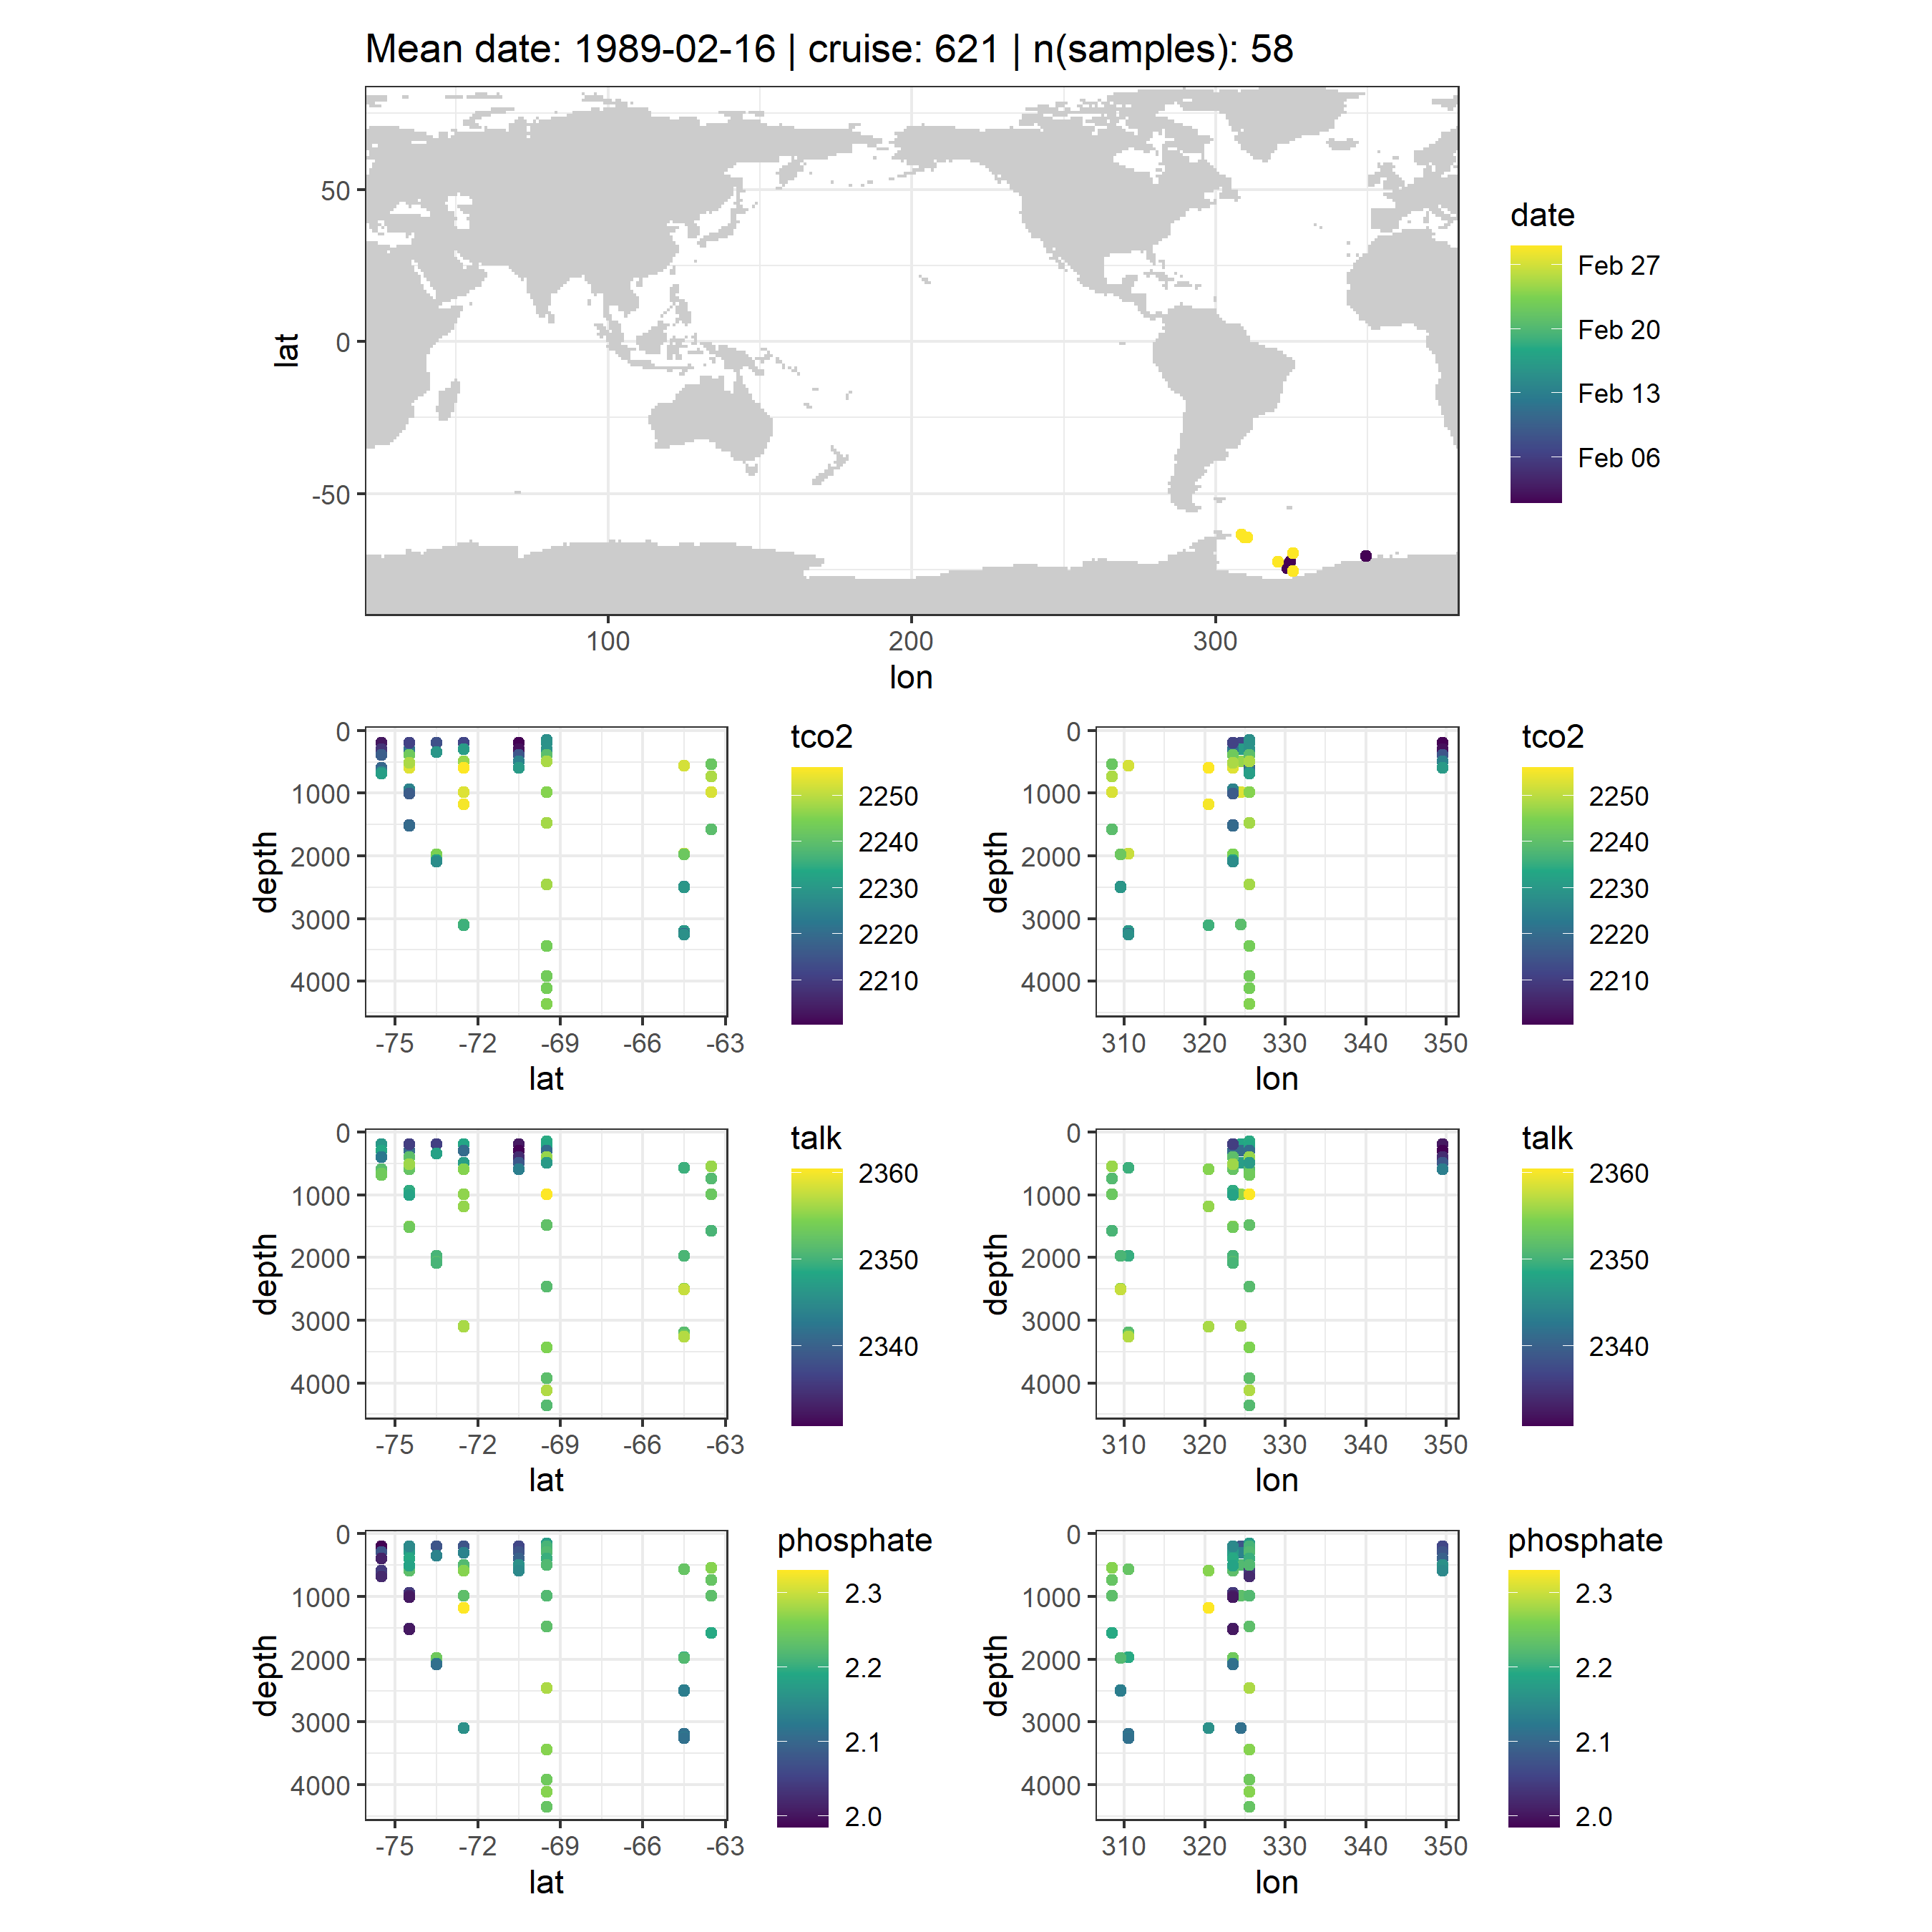 Mean date: 1989-02-16 | cruise: 621 | n(samples): 58
lat
50
0
-50
100 200 300
lon
date
Feb 27
Feb 20
Feb 13
Feb 06
depth
0
1000
2000
3000
4000
-75 -72 -69 -66 -63
lat
tco2
2250
2240
2230
2220
2210
depth
0
1000
2000
3000
4000
310 320 330 340 350
lon
tco2
2250
2240
2230
2220
2210
depth
0
1000
2000
3000
4000
-75 -72 -69 -66 -63
lat
talk
2360
2350
2340
depth
0
1000
2000
3000
4000
310 320 330 340 350
lon
talk
2360
2350
2340
depth
0
1000
2000
3000
4000
-75 -72 -69 -66 -63
lat
phosphate
2.3
2.2
2.1
2.0
depth
0
1000
2000
3000
4000
310 320 330 340 350
lon
phosphate
2.3
2.2
2.1
2.0